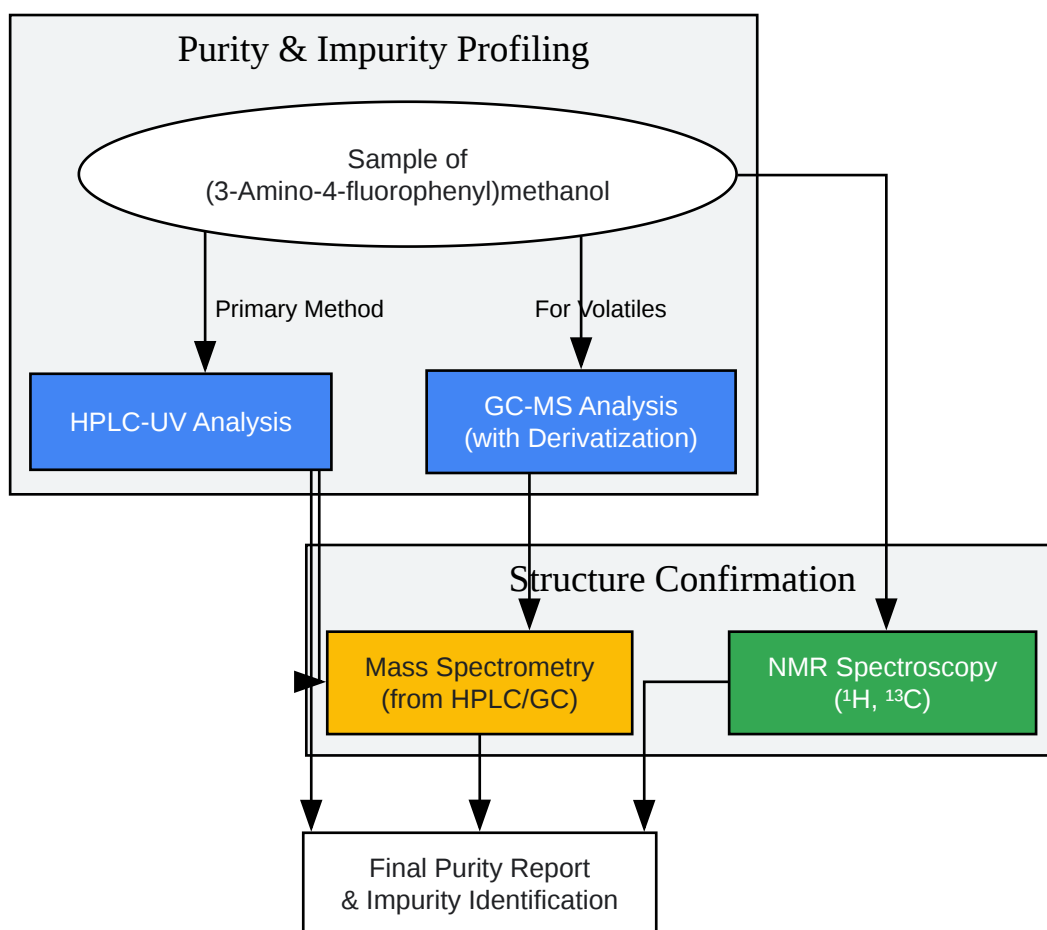 Purity & Impurity Profiling
Sample of
(3-Amino-4-fluorophenyl)methanol
Primary Method
For Volatiles
HPLC-UV Analysis
GC-MS Analysis
(with Derivatization)
Structure Confirmation
Mass Spectrometry
(from HPLC/GC)
NMR Spectroscopy
(¹H, ¹³C)
Final Purity Report
& Impurity Identification